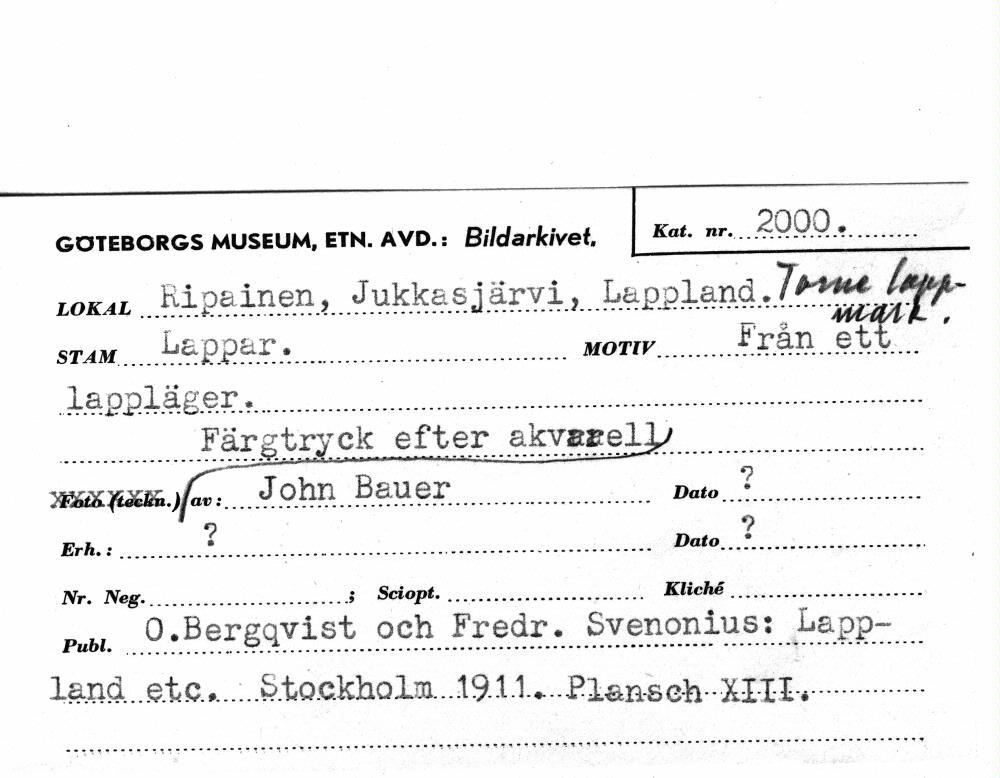 GÖTEBORGS MUSEUM, ETN. AVD.: Bildarkivet.
Kat. nr. 2000.
LOKAL Ripainen, Jukkasjärvi, Lappland. Torne lapp-
mark.
STAM Lappar. MOTIV Från ett
lappläger.
Färgtryck efter akvarell
Foto (teckn.) av: John Bauer Dato ?
Erh.: ? Dato ?
Nr. Neg. ; Sciopt. Kliché
Publ. O.Bergqvist och Fredr. Svenonius: Lapp-
land etc. Stockholm 1911. Plansch XIII.